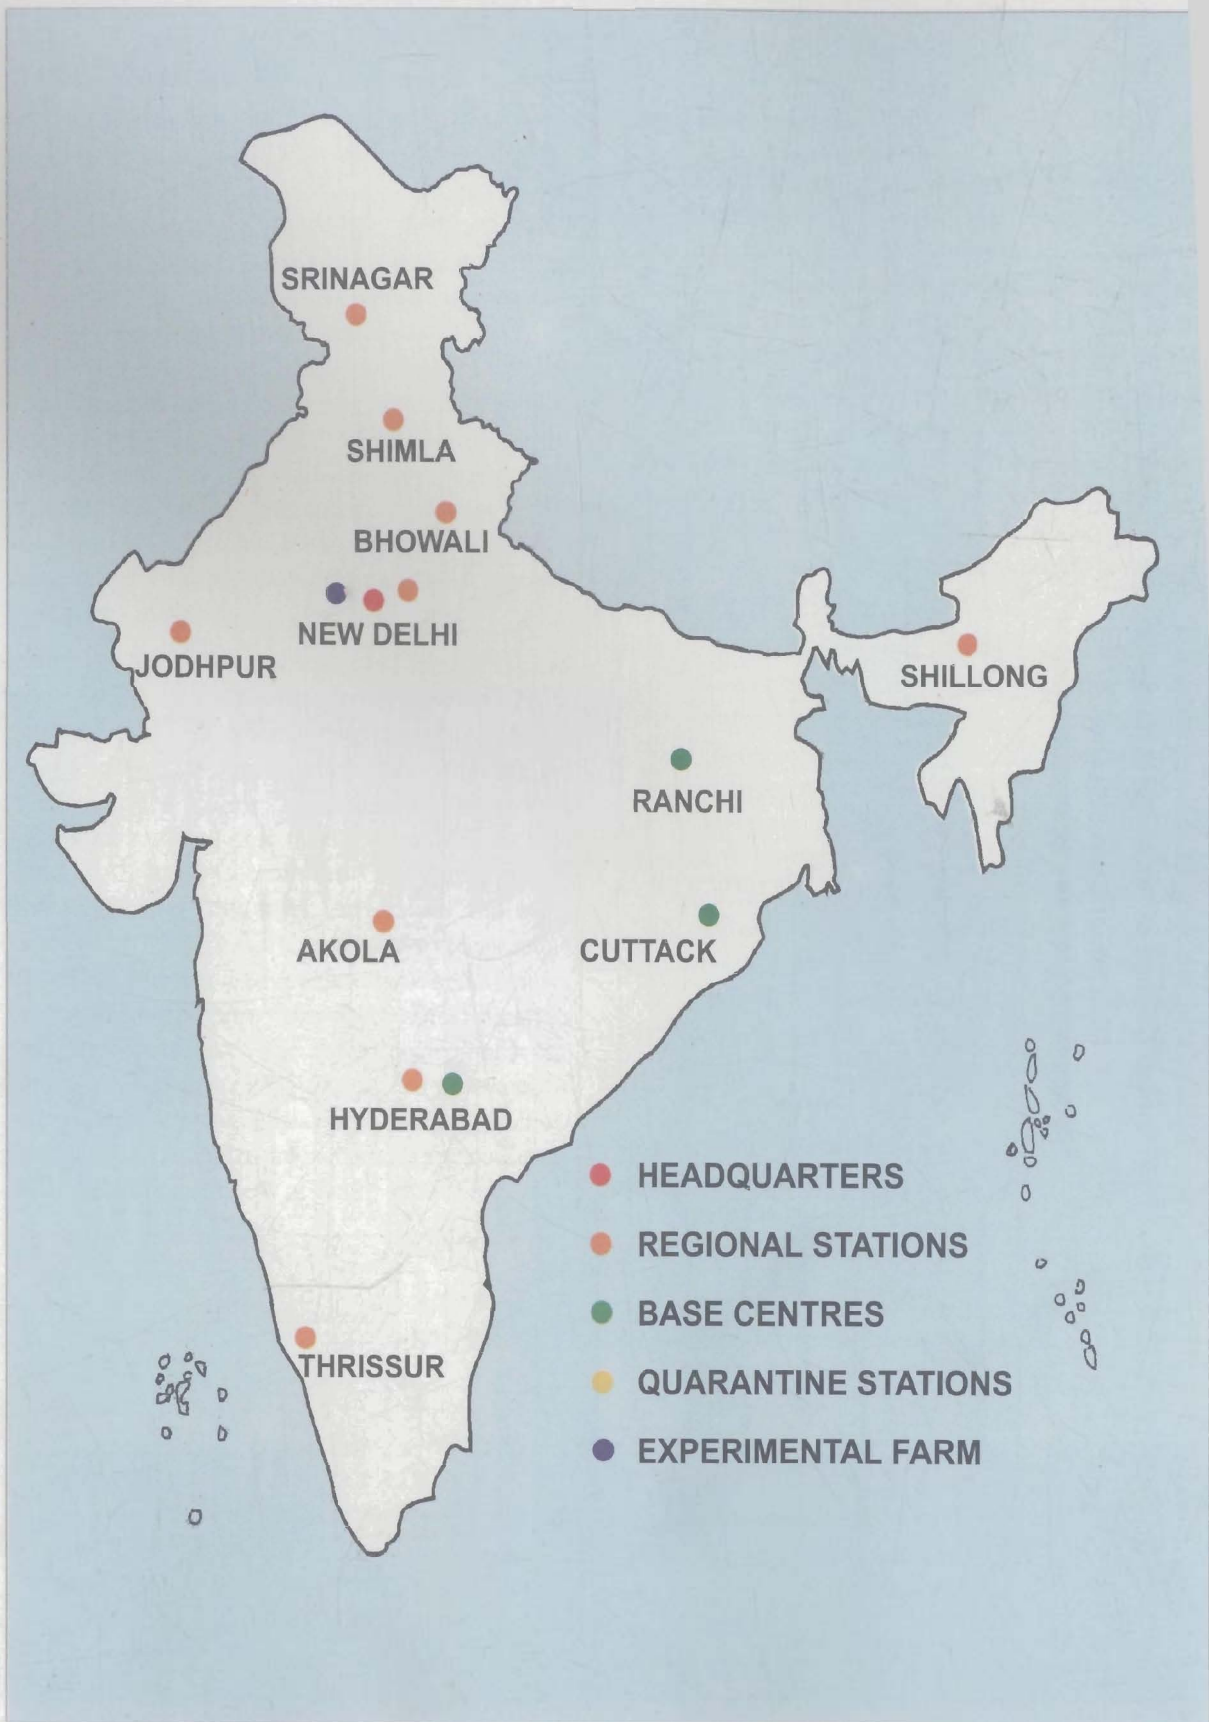 SRINAGAR
SHIMLA
BHOWALI
NEW DELHI
JODHPUR
SHILLONG
RANCHI
AKOLA
CUTTACK
HYDERABAD
HEADQUARTERS
REGIONAL STATIONS
BASE CENTRES
THRISSUR
QUARANTINE STATIONS
EXPERIMENTAL FARM